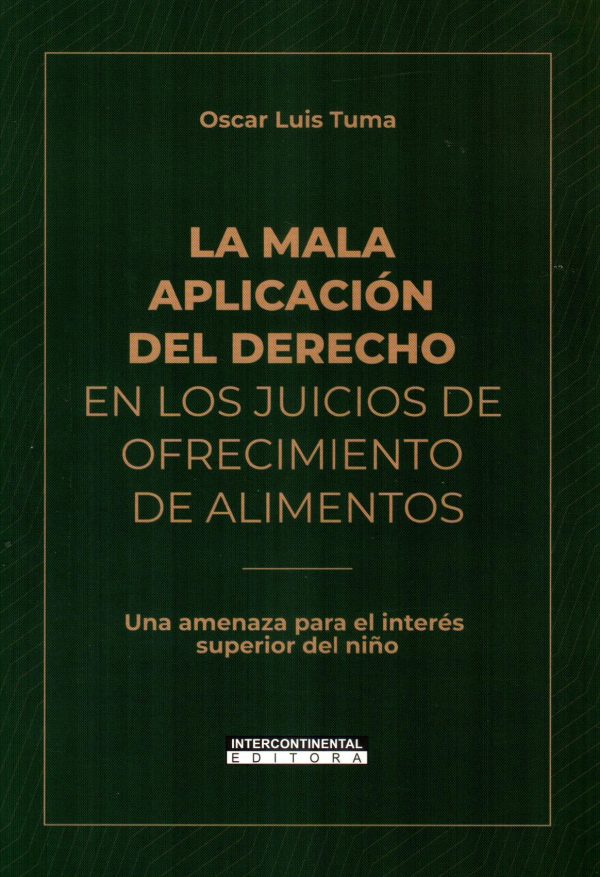 Oscar Luis Tuma
LA MALA
APLICACIÓN
DEL DERECHO
EN LOS JUICIOS DE
OFRECIMIENTO
DE ALIMENTOS
Una amenaza para el interés
superior del niño
INTERCONTINENTAL
EDITORA